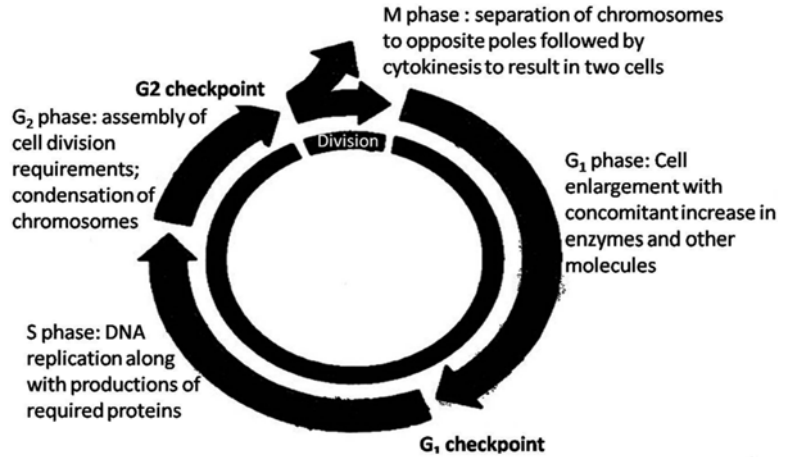 M phase : separation of chromosomes
to opposite poles followed by
cytokinesis to result in two cells
G2 checkpoint
G₂ phase: assembly of
cell division
requirements;
condensation of
chromosomes
Division
G₁ phase: Cell
enlargement with
concomitant increase in
enzymes and other
molecules
S phase: DNA
replication along
with productions of
required proteins
G₁ checkpoint